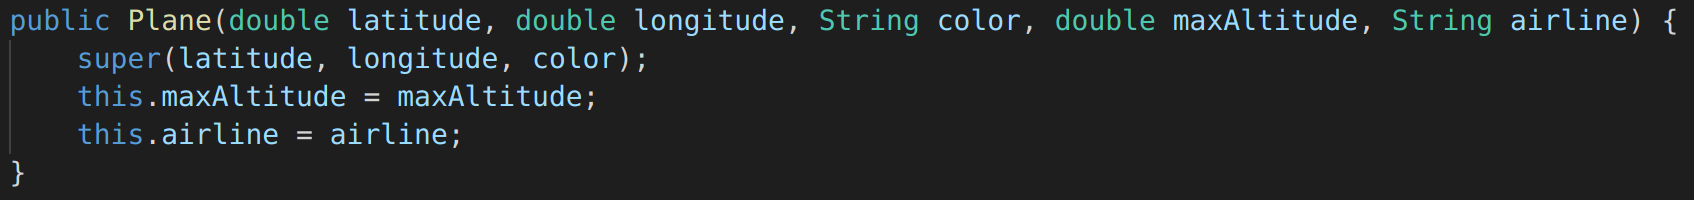 public Plane(double latitude, double longitude, String color, double maxAltitude, String airline) {
    super(latitude, longitude, color);
    this.maxAltitude = maxAltitude;
    this.airline = airline;
}